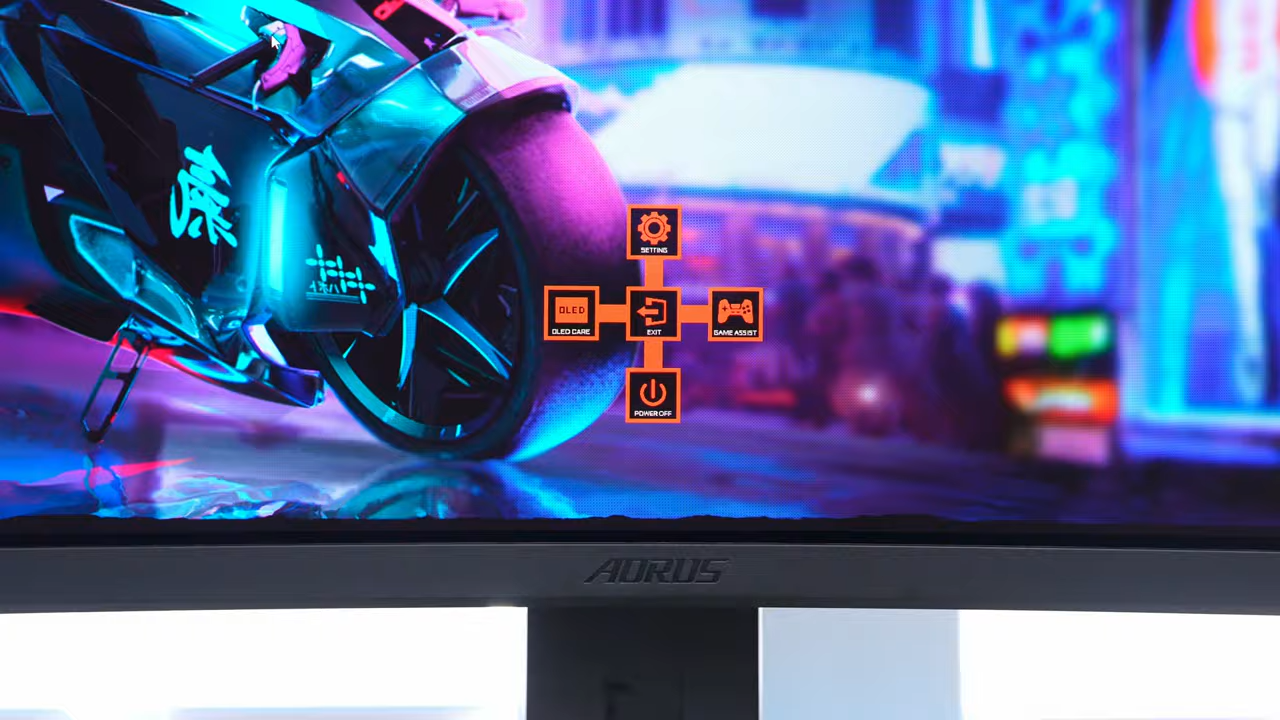 SETTING
OLED
OLED CARE
EXIT
GAME ASSIST
POWER OFF
AORUS